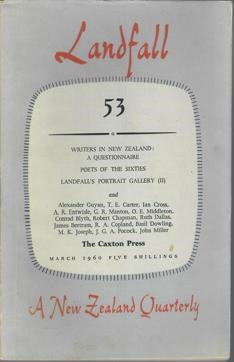 Landfall
53
WRITERS IN NEW ZEALAND:
A QUESTIONNAIRE
POETS OF THE SIXTIES
LANDFALL'S PORTRAIT GALLERY (II)
and
Alexander Guyan, T. E. Carter, Ian Cross,
A. R. Entwisle, G. R. Manton, O. E. Middleton,
Conrad Blyth, Robert Chapman, Ruth Dallas,
James Bertram, R. A. Copland, Basil Dowling,
M. K. Joseph, J. G. A. Pocock, John Miller
The Caxton Press
MARCH 1960 FIVE SHILLINGS
A New Zealand Quarterly